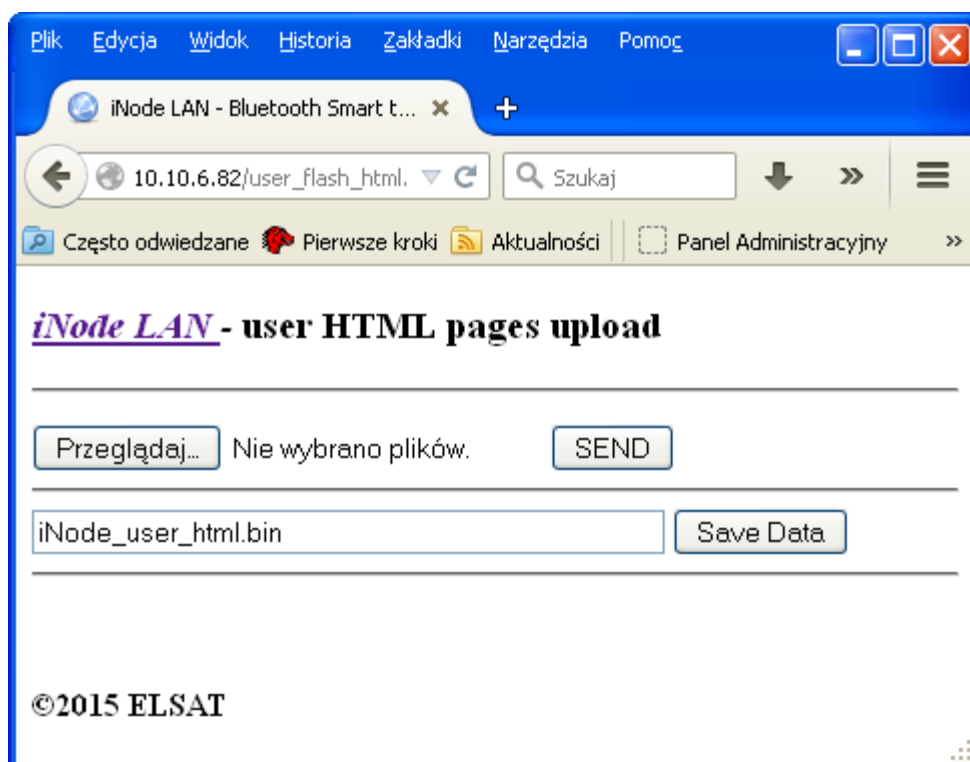 Plik Edycja Widok Historia Zakładki Narzędzia Pomoc
iNode LAN - Bluetooth Smart t...
10.10.6.82/user_flash_html. Szukaj
Często odwiedzane Pierwsze kroki Aktualności Panel Administracyjny
iNode LAN - user HTML pages upload
Przeglądaj... Nie wybrano plików. SEND
iNode_user_html.bin Save Data
©2015 ELSAT